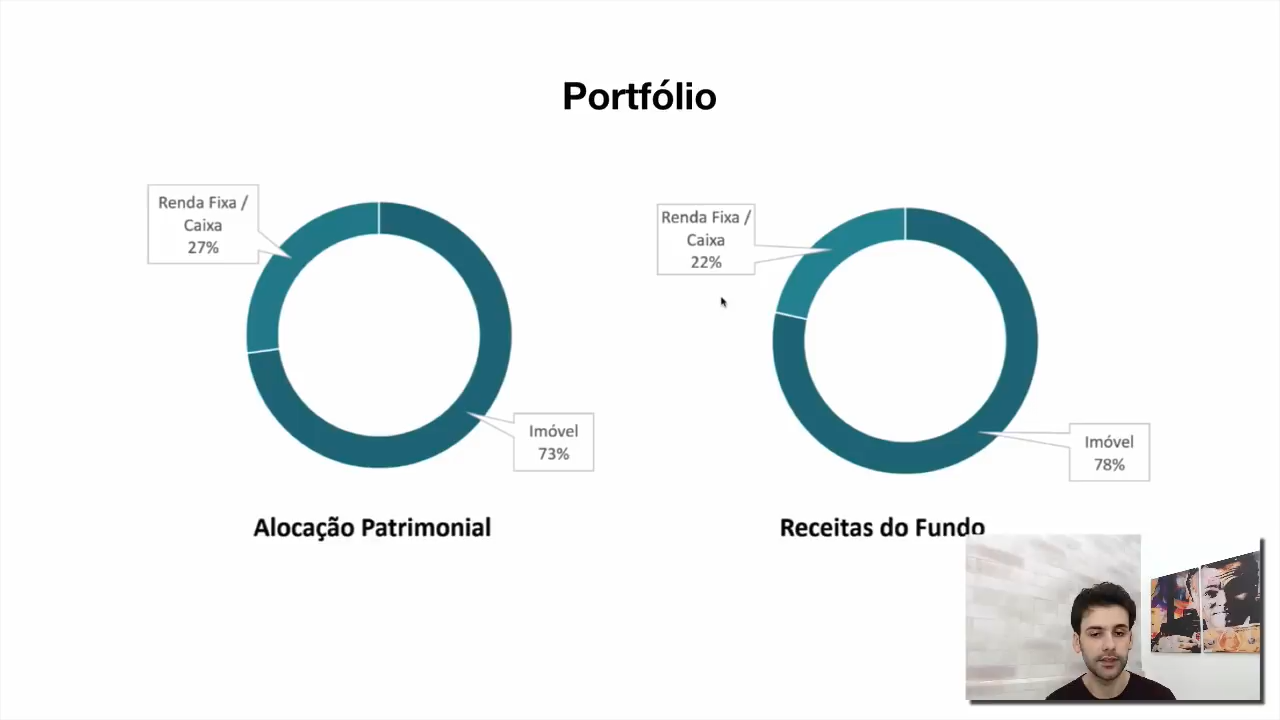 Portfólio
Renda Fixa /
Caixa
27%
Imóvel
73%
Alocação Patrimonial
Renda Fixa /
Caixa
22%
Imóvel
78%
Receitas do Fundo